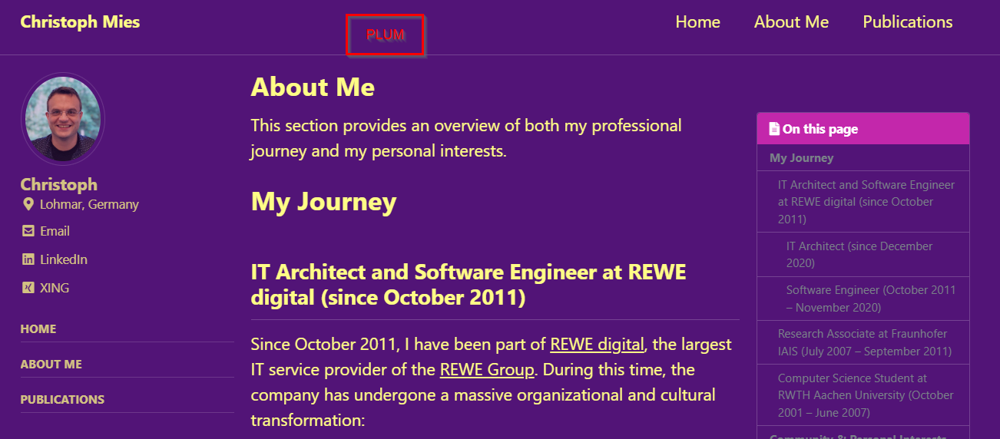 Christoph Mies
PLUM
Home
About Me
Publications
Christoph
Lohmar, Germany
Email
LinkedIn
XING
HOME
ABOUT ME
PUBLICATIONS
About Me
This section provides an overview of both my professional
journey and my personal interests.
My Journey
IT Architect and Software Engineer at REWE
digital (since October 2011)
Since October 2011, I have been part of REWE digital, the largest
IT service provider of the REWE Group. During this time, the
company has undergone a massive organizational and cultural
transformation:
On this page
My Journey
IT Architect and Software Engineer
at REWE digital (since October
2011)
IT Architect (since December
2020)
Software Engineer (October 2011
– November 2020)
Research Associate at Fraunhofer
IAIS (July 2007 – September 2011)
Computer Science Student at
RWTH Aachen University (October
2001 – June 2007)
Community & Personal Interests